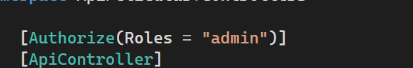 [Authorize(Roles = "admin")]
[ApiController]